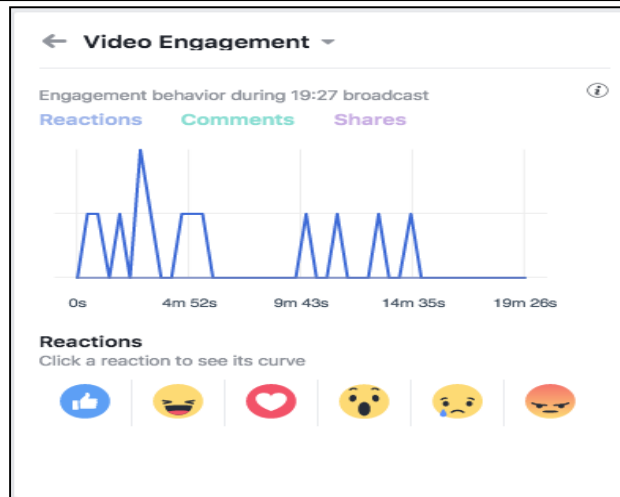 Video Engagement
Engagement behavior during 19:27 broadcast
Reactions Comments Shares
0s 4m 52s 9m 43s 14m 35s 19m 26s
Reactions
Click a reaction to see its curve